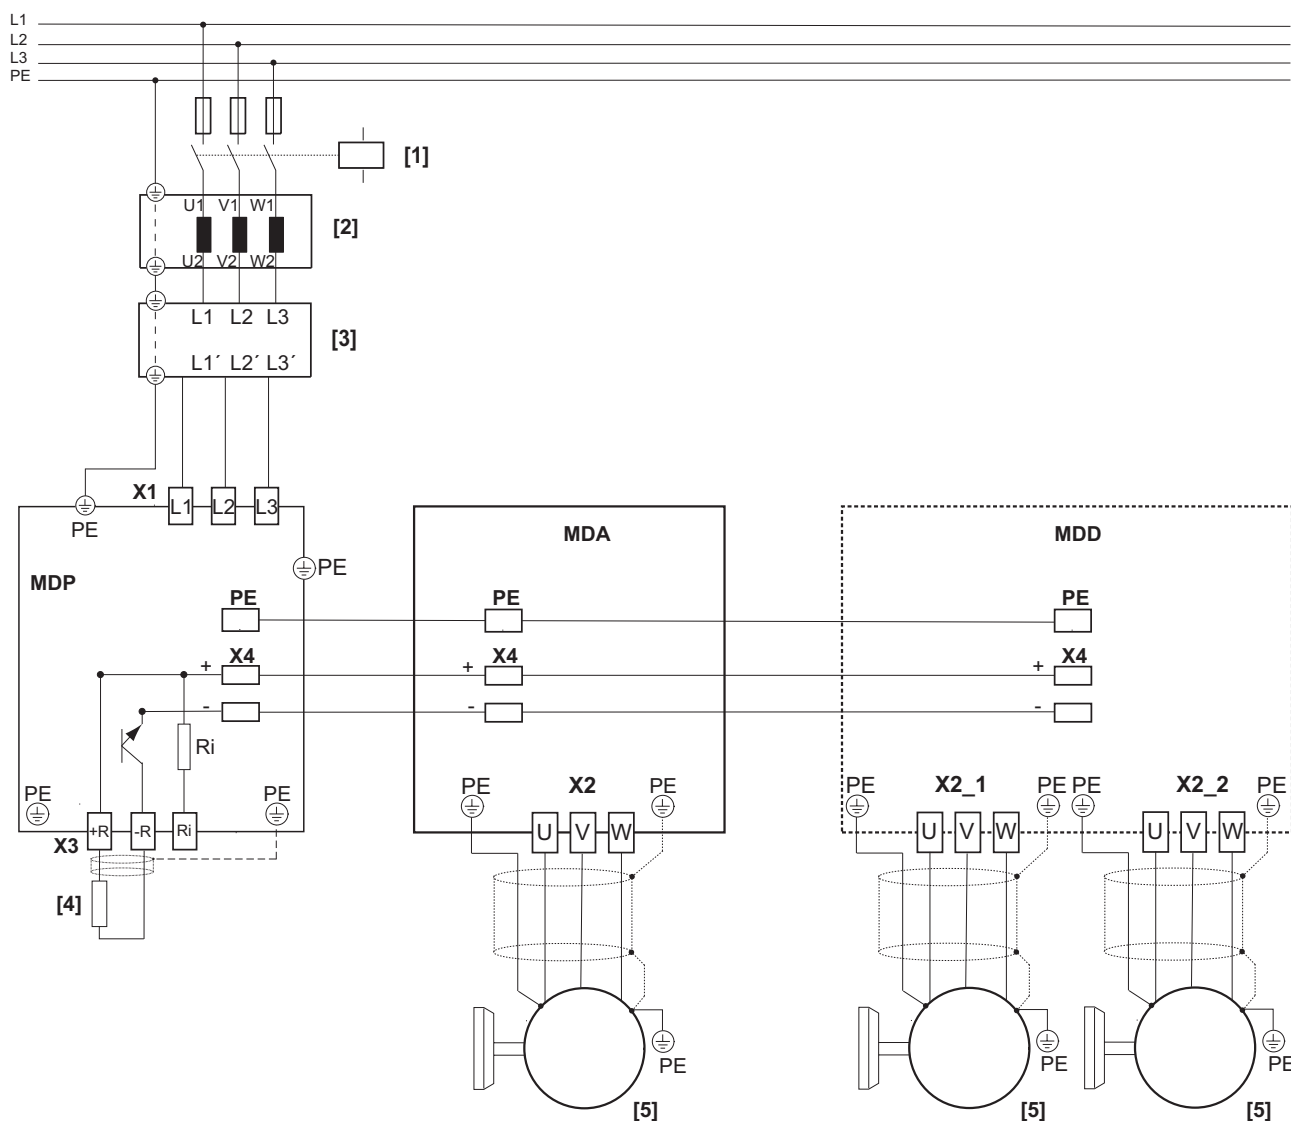 L1
L2
L3
PE
[1]
U1 V1 W1
[2]
U2 V2 W2
L1 L2 L3
[3]
L1´ L2´ L3´
X1 L1 L2 L3
PE
MDA
MDD
PE
MDP
PE PE PE
+ X4 + X4 + X4
- - -
Ri
PE PE
+R -R Ri
X3
[4]
PE X2 PE
U V W
PE X2_1 PE
U V W
PE X2_2 PE
U V W
PE PE PE
[5] [5] [5]